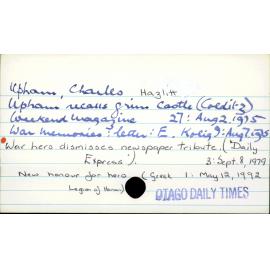 Upham, Charles Hazlitt
Upham recalls grim Castle (Colditz)
Weekend Magazine 27: Aug 2. 1975
War memories: letter: E. 9: Aug 7. 1975
War hero dismisses newspaper tribute. ('Daily
Express'). 3: Sept. 8, 1979
New honour for hero (Greek 1: May 12, 1992
Legion of Honour)
OTAGO DAILY TIMES